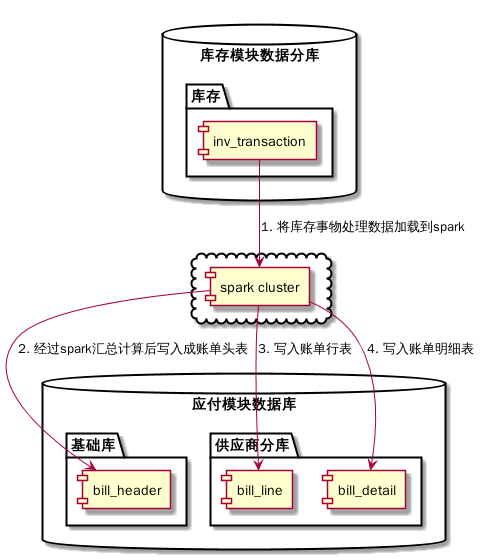 库存模块数据分库
库存
inv_transaction
1. 将库存事物处理数据加载到spark
spark cluster
2. 经过spark汇总计算后写入成账单头表
3. 写入账单行表
4. 写入账单明细表
应付模块数据库
基础库
供应商分库
bill_header
bill_line
bill_detail